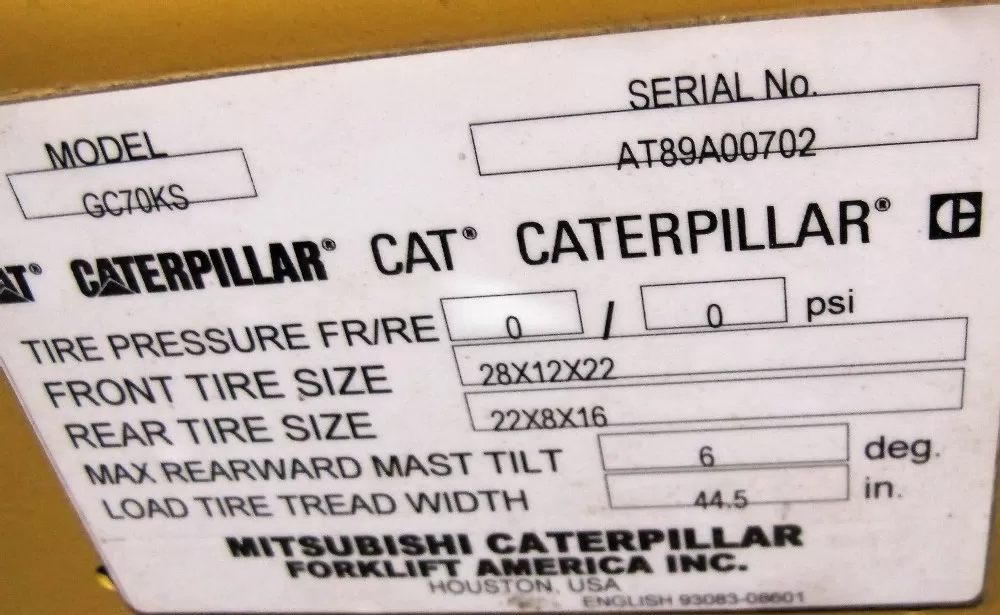 MODEL
GC70KS
SERIAL No.
AT89A00702
AT® CATERPILLAR® CAT® CATERPILLAR® C
TIRE PRESSURE FR/RE 0 / 0 psi
FRONT TIRE SIZE 28X12X22
REAR TIRE SIZE 22X8X16
MAX REARWARD MAST TILT 6 deg.
LOAD TIRE TREAD WIDTH 44.5 in.
MITSUBISHI CATERPILLAR
FORKLIFT AMERICA INC.
HOUSTON, USA
ENGLISH 93083-08601